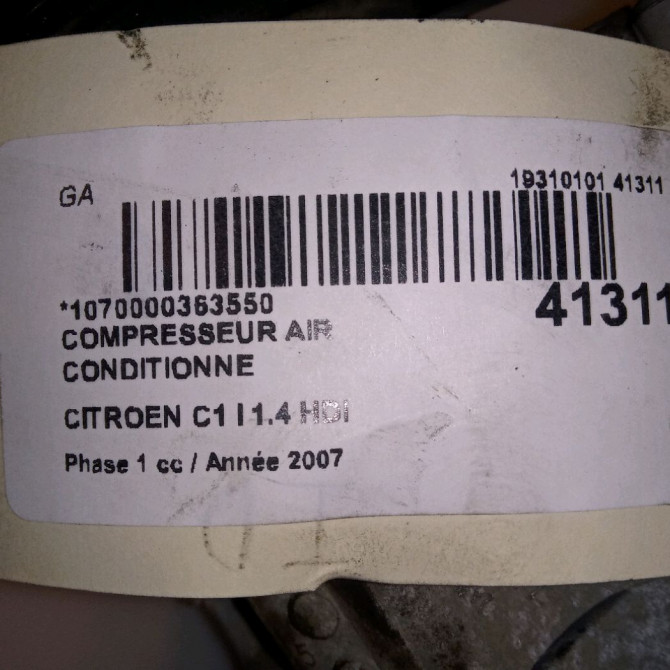 GA
19310101 41311
*1070000363550
41311
COMPRESSEUR AIR
CONDITIONNE
CITROEN C1 I 1.4 HDI
Phase 1 cc / Année 2007